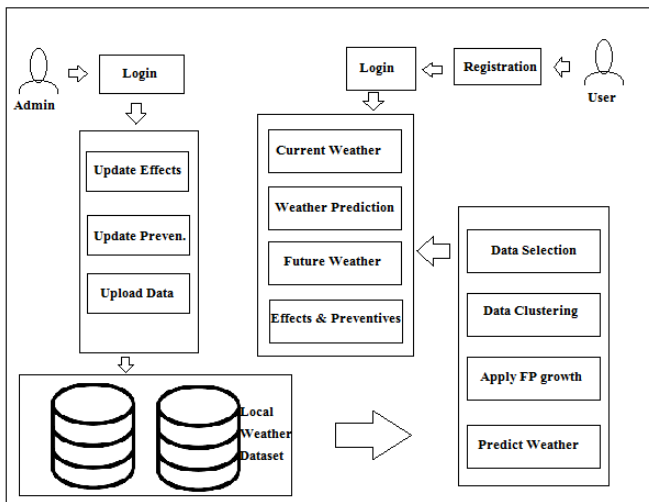 Admin
Login
Update Effects
Update Preven.
Upload Data
Local
Weather
Dataset
Login
Registration
User
Current Weather
Weather Prediction
Future Weather
Effects & Preventives
Data Selection
Data Clustering
Apply FP growth
Predict Weather